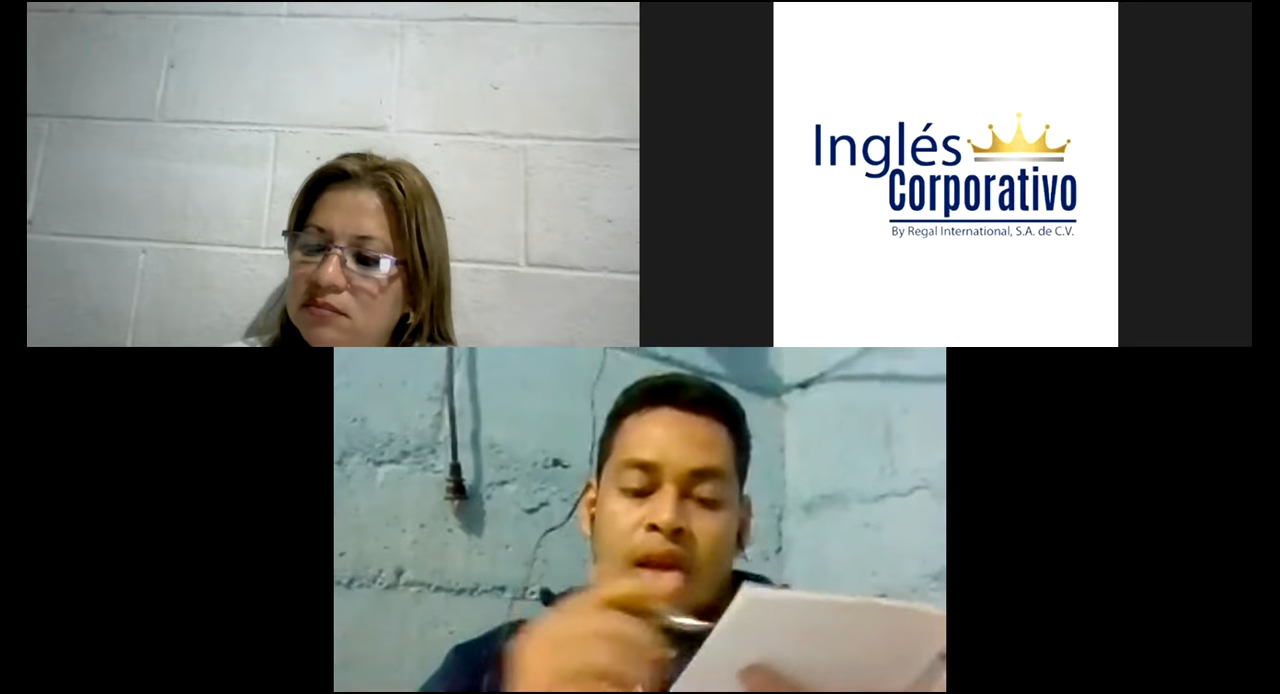 Inglés
Corporativo
By Regal International, S.A. de C.V.